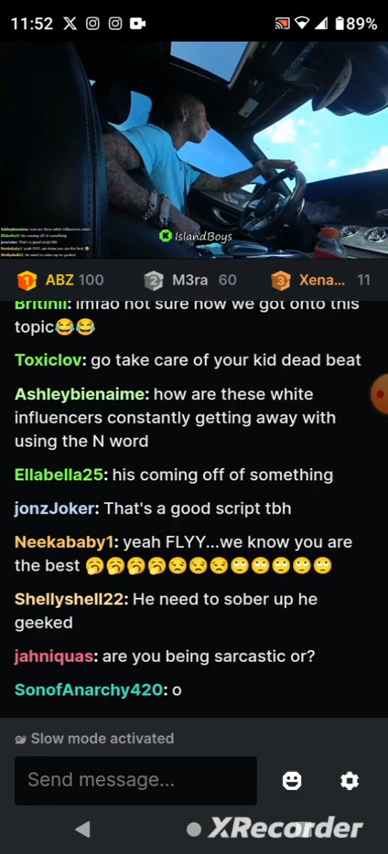 11:52
89%
IslandBoys
1 ABZ 100 2 M3ra 60 3 Xena... 11
Britinii: lmfao not sure how we got onto this
topic😂😂
Toxiclov: go take care of your kid dead beat
Ashleybienaime: how are these white
influencers constantly getting away with
using the N word
Ellabella25: his coming off of something
jonzJoker: That's a good script tbh
Neekababy1: yeah FLYY...we know you are
the best 🥱🥱🥱🥱😒😒😒🙄🙄🙄🙄🙄
Shellyshell22: He need to sober up he
geeked
jahniquas: are you being sarcastic or?
SonofAnarchy420: o
Slow mode activated
Send message...
XRecorder